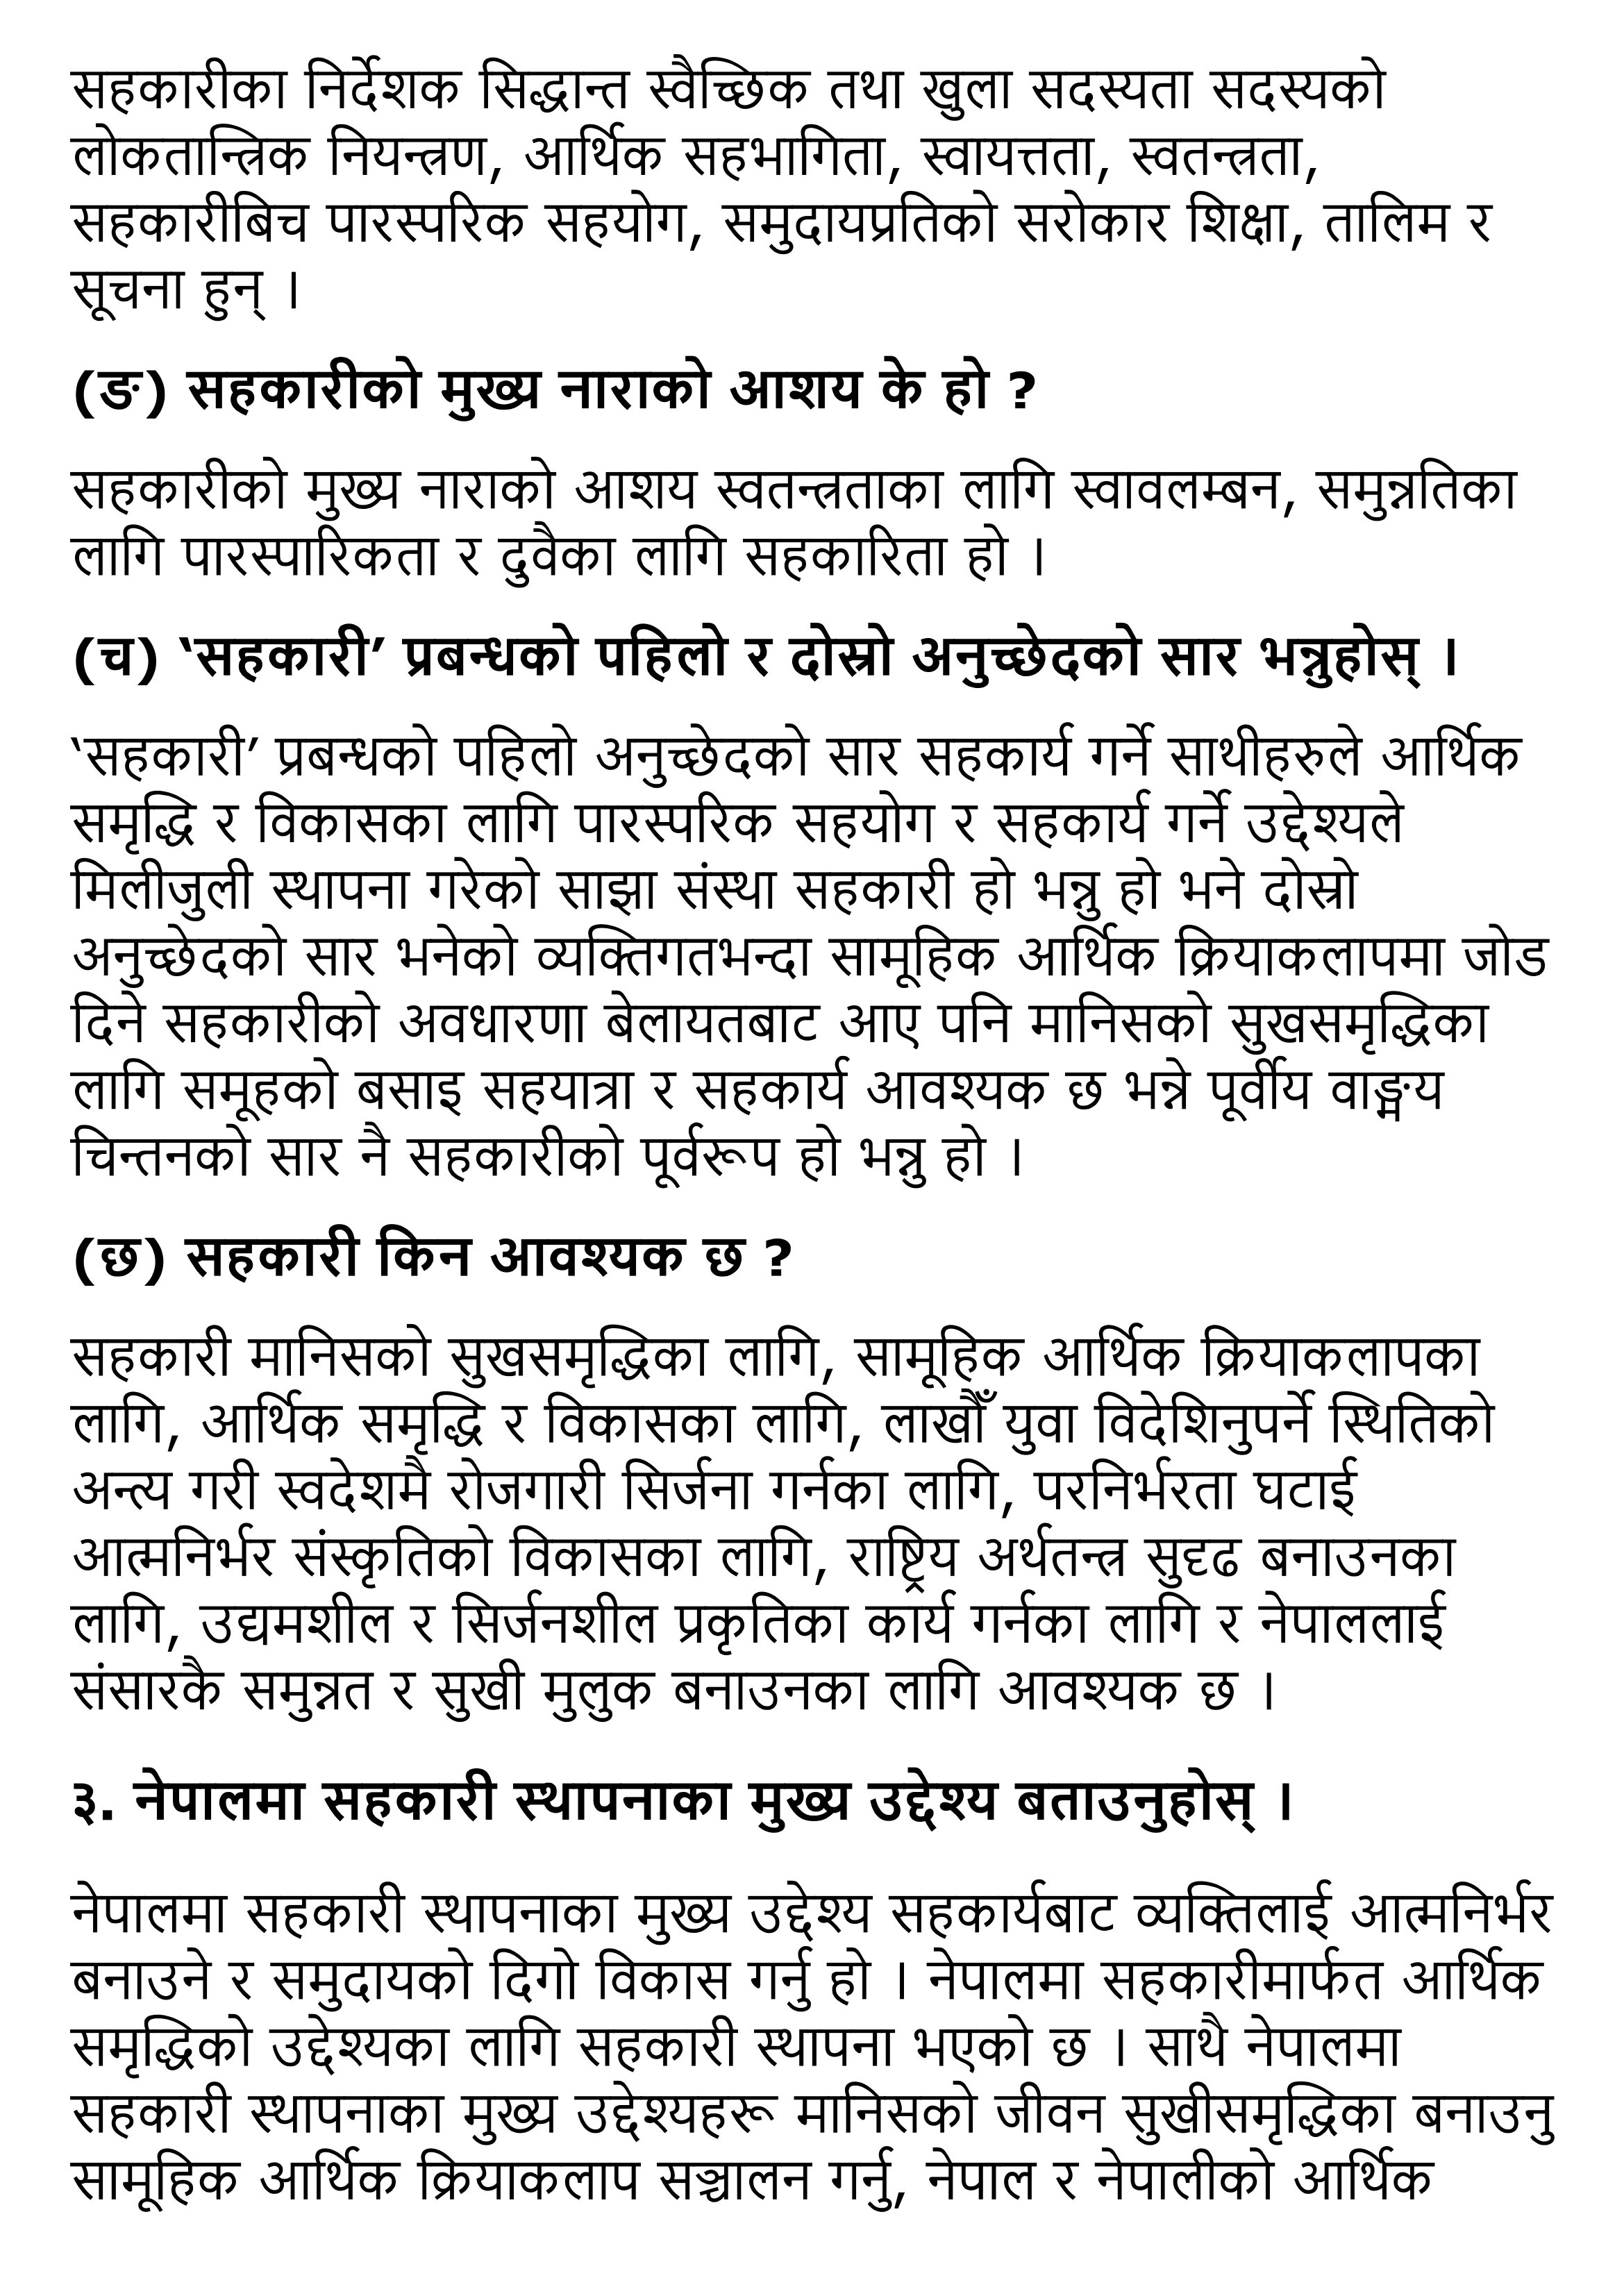 सहकारीका निर्देशक सिद्धान्त स्वैच्छिक तथा खुला सदस्यता सदस्यको
लोकतान्त्रिक नियन्त्रण, आर्थिक सहभागिता, स्वायत्तता, स्वतन्त्रता,
सहकारीबिच पारस्परिक सहयोग, समुदायप्रतिको सरोकार शिक्षा, तालिम र
सूचना हुन् ।
(ङ) सहकारीको मुख्य नाराको आशय के हो ?
सहकारीको मुख्य नाराको आशय स्वतन्त्रताका लागि स्वावलम्बन, समुन्नतिका
लागि पारस्पारिकता र दुवैका लागि सहकारिता हो ।
(च) ‘सहकारी’ प्रबन्धको पहिलो र दोस्रो अनुच्छेदको सार भन्नुहोस् ।
‘सहकारी’ प्रबन्धको पहिलो अनुच्छेदको सार सहकार्य गर्ने साथीहरुले आर्थिक
समृद्धि र विकासका लागि पारस्परिक सहयोग र सहकार्य गर्ने उद्देश्यले
मिलीजुली स्थापना गरेको साझा संस्था सहकारी हो भन्नु हो भने दोस्रो
अनुच्छेदको सार भनेको व्यक्तिगतभन्दा सामूहिक आर्थिक क्रियाकलापमा जोड
दिने सहकारीको अवधारणा बेलायतबाट आए पनि मानिसको सुखसमृद्धिका
लागि समूहको बसाइ सहयात्रा र सहकार्य आवश्यक छ भन्ने पूर्वीय वाङ्मय
चिन्तनको सार नै सहकारीको पूर्वरूप हो भन्नु हो ।
(छ) सहकारी किन आवश्यक छ ?
सहकारी मानिसको सुखसमृद्धिका लागि, सामूहिक आर्थिक क्रियाकलापका
लागि, आर्थिक समृद्धि र विकासका लागि, लाखौँ युवा विदेशिनुपर्ने स्थितिको
अन्त्य गरी स्वदेशमै रोजगारी सिर्जना गर्नका लागि, परनिर्भरता घटाई
आत्मनिर्भर संस्कृतिको विकासका लागि, राष्ट्रिय अर्थतन्त्र सुदृढ बनाउनका
लागि, उद्यमशील र सिर्जनशील प्रकृतिका कार्य गर्नका लागि र नेपाललाई
संसारकै समुन्नत र सुखी मुलुक बनाउनका लागि आवश्यक छ ।
३. नेपालमा सहकारी स्थापनाका मुख्य उद्देश्य बताउनुहोस् ।
नेपालमा सहकारी स्थापनाका मुख्य उद्देश्य सहकार्यबाट व्यक्तिलाई आत्मनिर्भर
बनाउने र समुदायको दिगो विकास गर्नु हो । नेपालमा सहकारीमार्फत आर्थिक
समृद्धिको उद्देश्यका लागि सहकारी स्थापना भएको छ । साथै नेपालमा
सहकारी स्थापनाका मुख्य उद्देश्यहरू मानिसको जीवन सुखीसमृद्धिका बनाउनु
सामूहिक आर्थिक क्रियाकलाप सञ्चालन गर्नु, नेपाल र नेपालीको आर्थिक